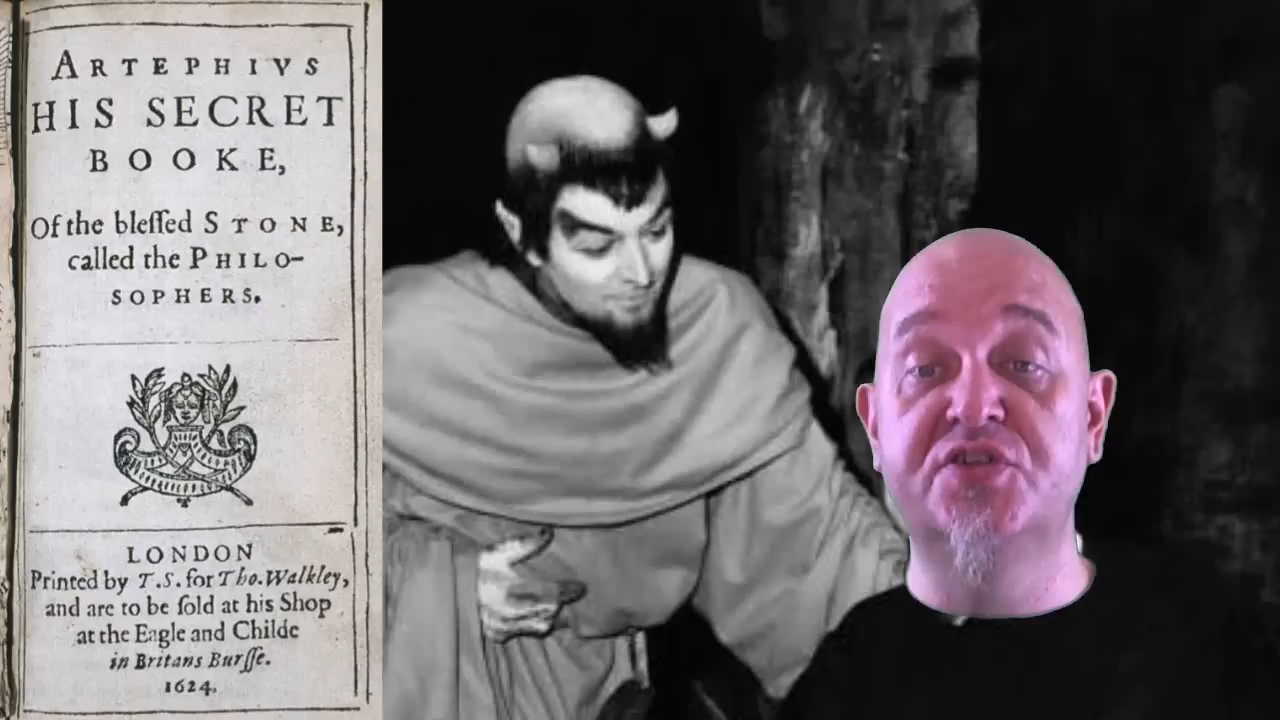 ARTEPHIVS
HIS SECRET
BOOKE,
Of the bleſſed STONE,
called the PHILO-
SOPHERS.
LONDON
Printed by T.S. for Tho. Walkley,
and are to be ſold at his Shop
at the Eagle and Childe
in Britans Burſſe.
1624.